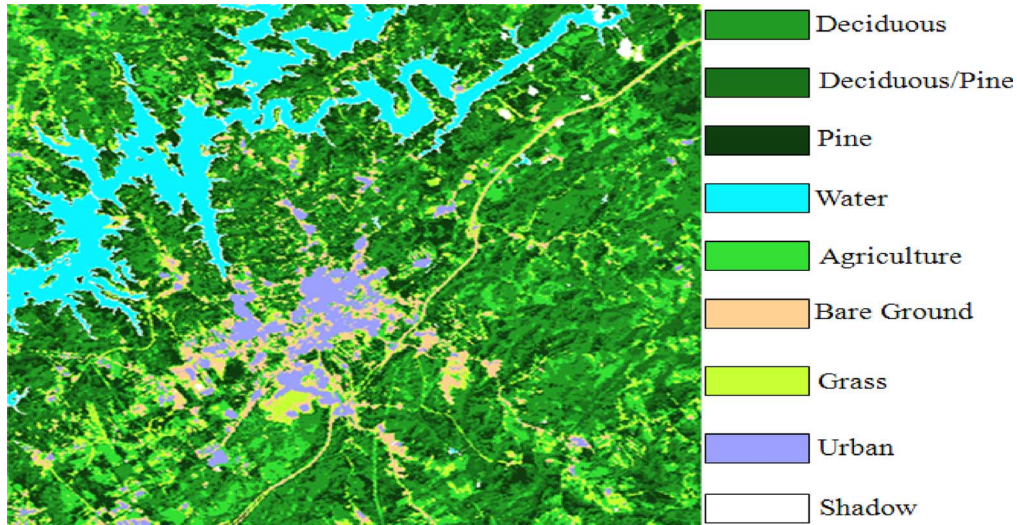 Deciduous
Deciduous/Pine
Pine
Water
Agriculture
Bare Ground
Grass
Urban
Shadow